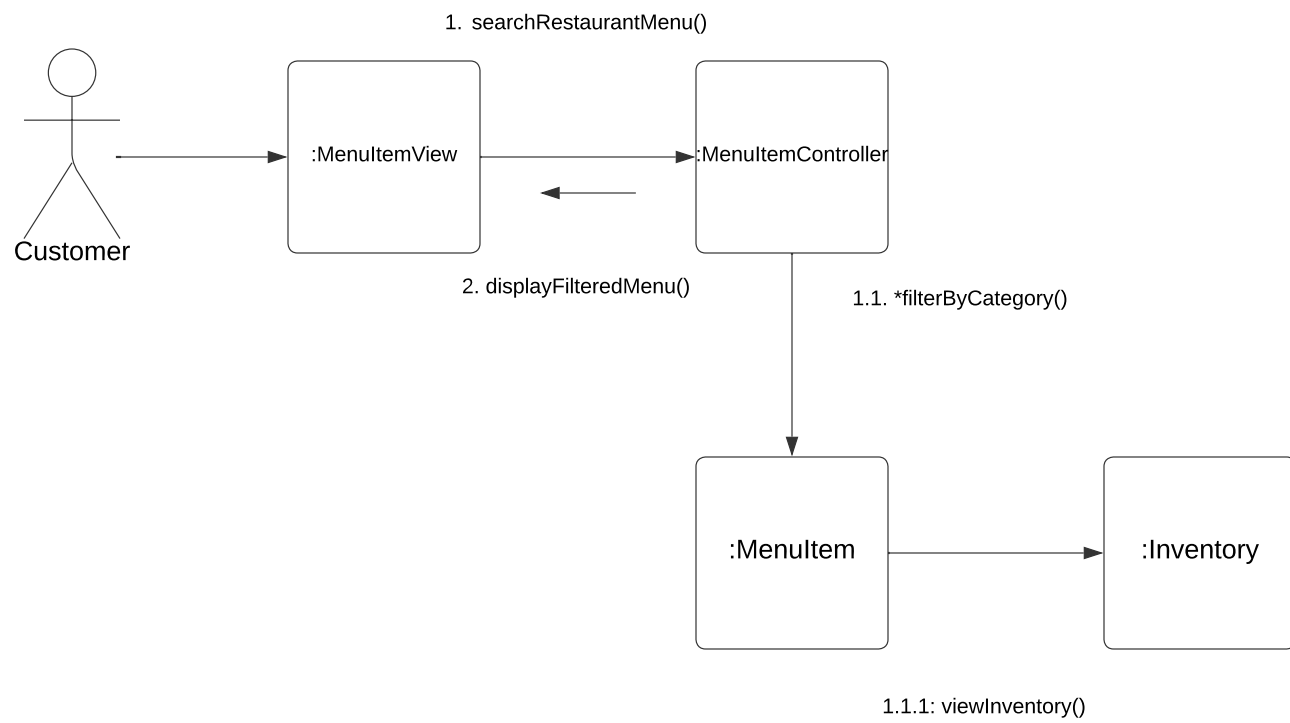 1. searchRestaurantMenu()
:MenuItemView
:MenuItemController
Customer
2. displayFilteredMenu()
1.1. *filterByCategory()
:MenuItem
:Inventory
1.1.1: viewInventory()